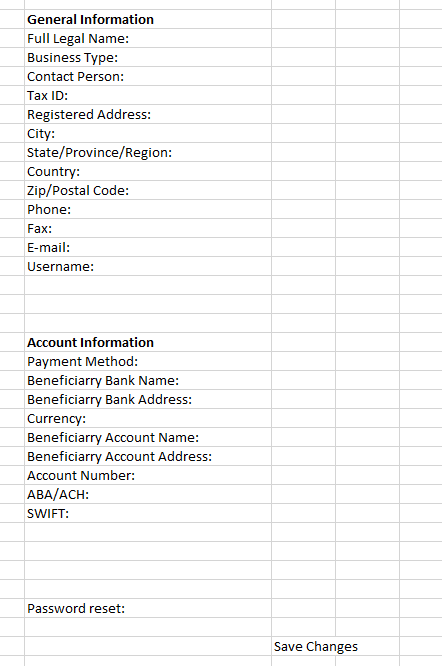 General Information
Full Legal Name:
Business Type:
Contact Person:
Tax ID:
Registered Address:
City:
State/Province/Region:
Country:
Zip/Postal Code:
Phone:
Fax:
E-mail:
Username:
Account Information
Payment Method:
Beneficiarry Bank Name:
Beneficiarry Bank Address:
Currency:
Beneficiarry Account Name:
Beneficiarry Account Address:
Account Number:
ABA/ACH:
SWIFT:
Password reset:
Save Changes